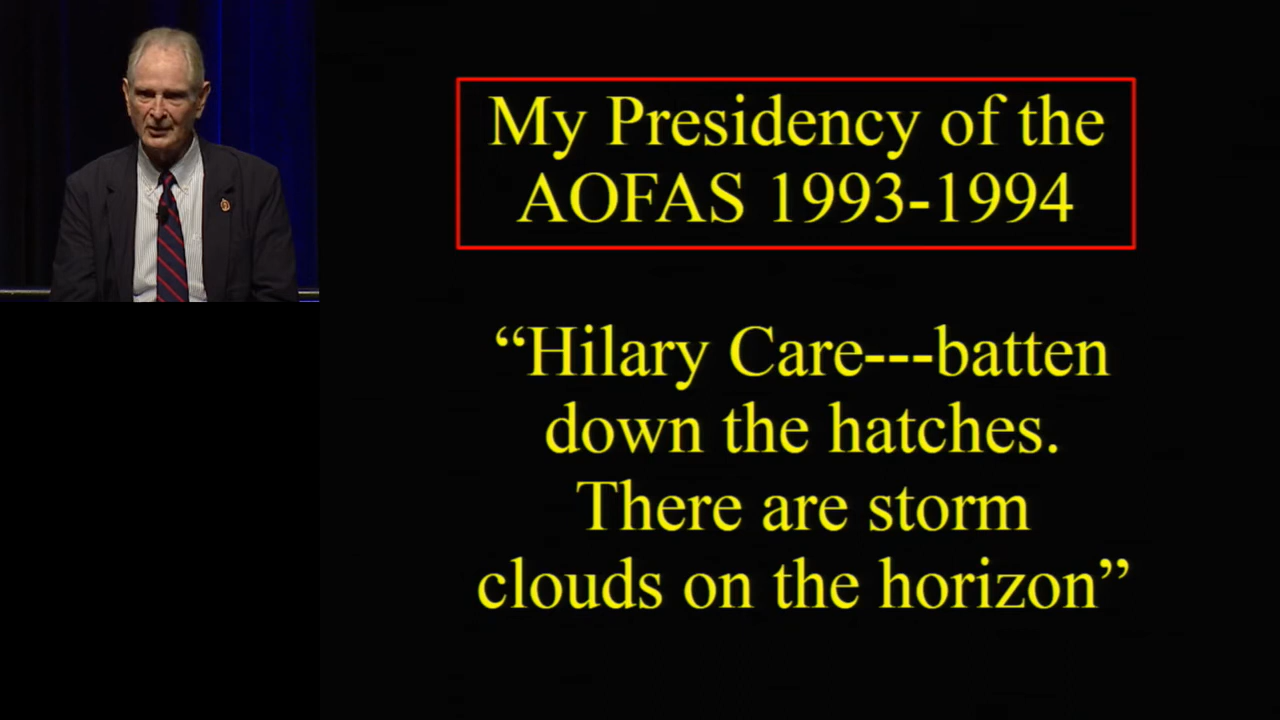 My Presidency of the
AOFAS 1993-1994
“Hilary Care---batten
down the hatches.
There are storm
clouds on the horizon”